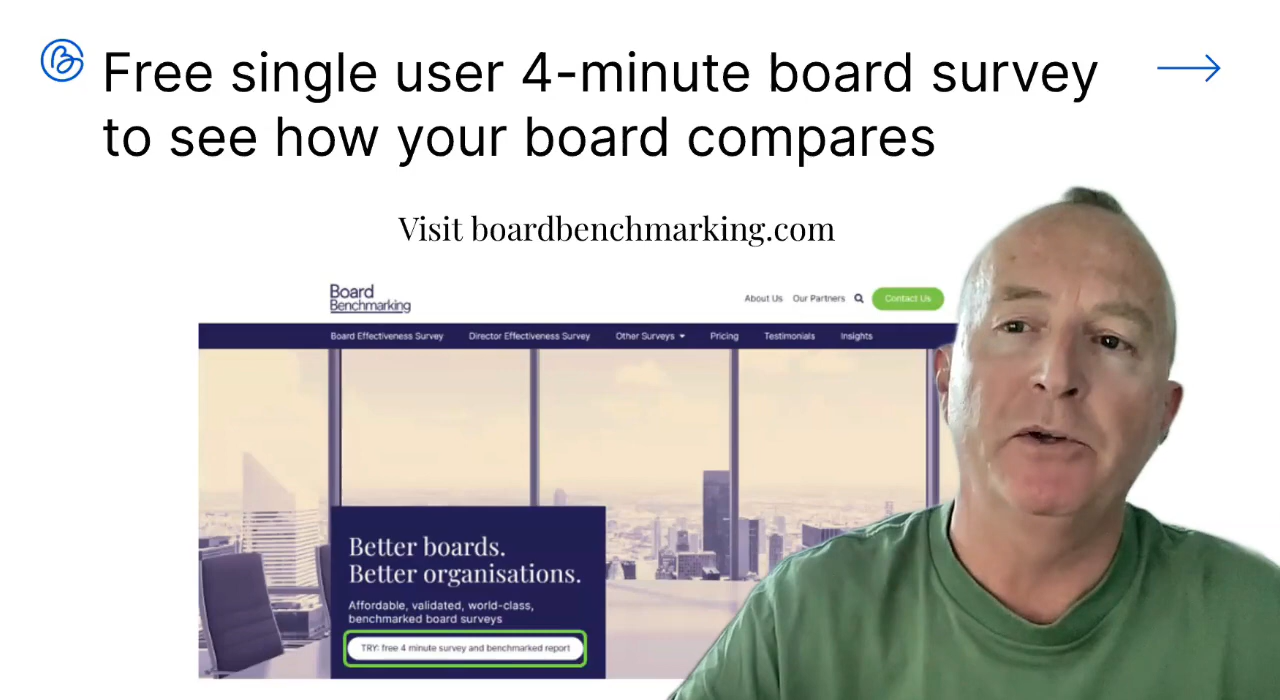 Free single user 4-minute board survey
to see how your board compares
Visit boardbenchmarking.com
Board
Benchmarking
About Us Our Partners Contact Us
Board Effectiveness Survey Director Effectiveness Survey Other Surveys Pricing Testimonials Insights
Better boards.
Better organisations.
Affordable, validated, world-class,
benchmarked board surveys
TRY: free 4 minute survey and benchmarked report